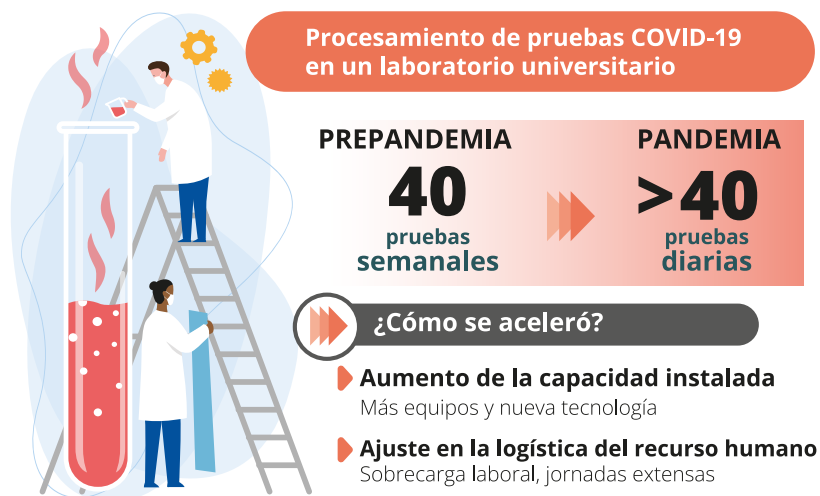 Procesamiento de pruebas COVID-19
en un laboratorio universitario
PREPANDEMIA
40
pruebas
semanales
PANDEMIA
>40
pruebas
diarias
¿Cómo se aceleró?
Aumento de la capacidad instalada
Más equipos y nueva tecnología
Ajuste en la logística del recurso humano
Sobrecarga laboral, jornadas extensas